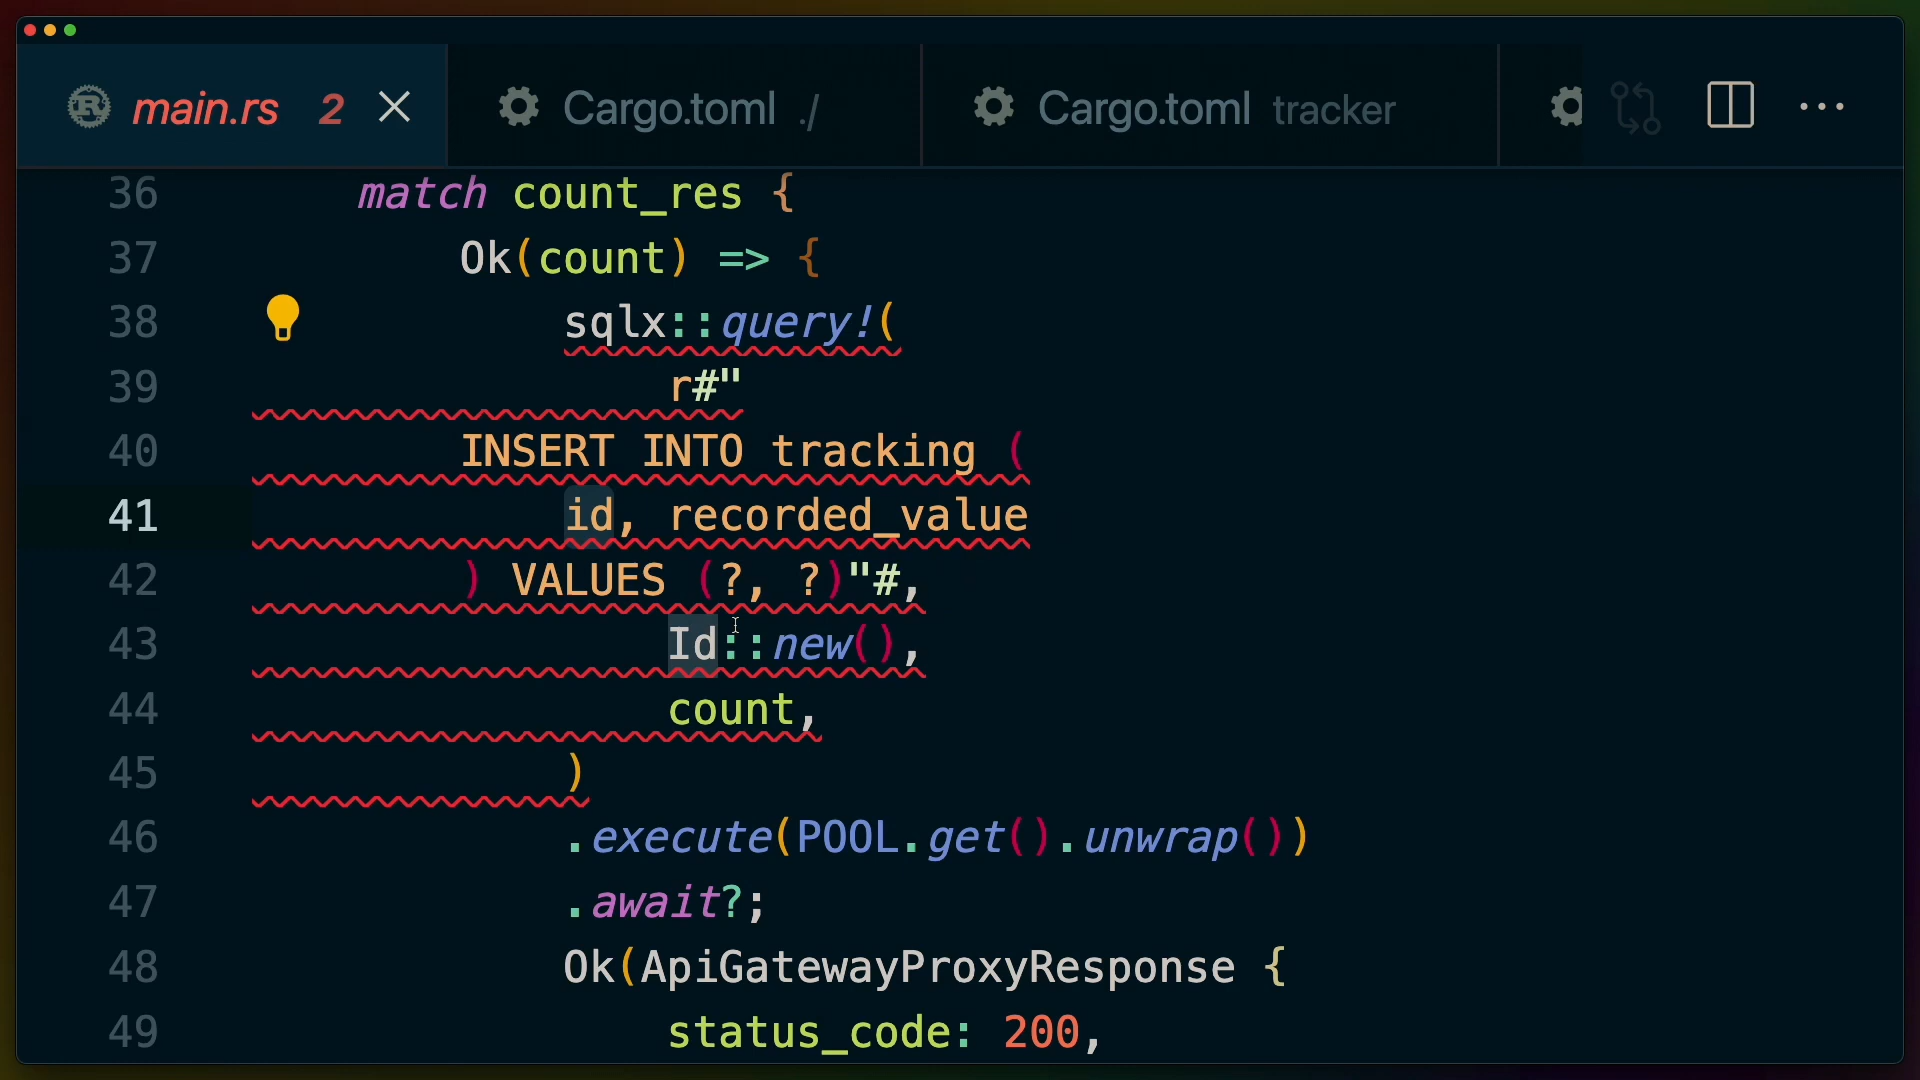 main.rs 2 Cargo.toml ./ Cargo.toml tracker ...
36 match count_res {
37 Ok(count) => {
38 sqlx::query!(
39 r#"
40 INSERT INTO tracking (
41 id, recorded_value
42 ) VALUES (?, ?)"#,
43 Id::new(),
44 count,
45 )
46 .execute(POOL.get().unwrap())
47 .await?;
48 Ok(ApiGatewayProxyResponse {
49 status_code: 200,